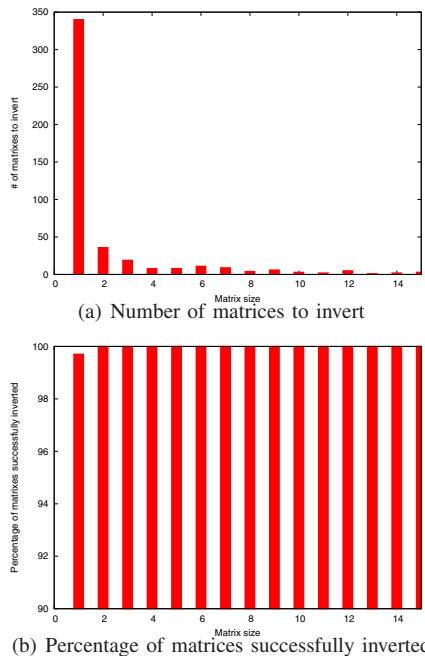 350
300
250
200
150
100
50
0
# of matrixes to invert
0 2 4 6 8 10 12 14
Matrix size
(a) Number of matrices to invert
100
98
96
94
92
90
Percentage of matrixes successfully inverted
0 2 4 6 8 10 12 14
Matrix size
(b) Percentage of matrices successfully inverted